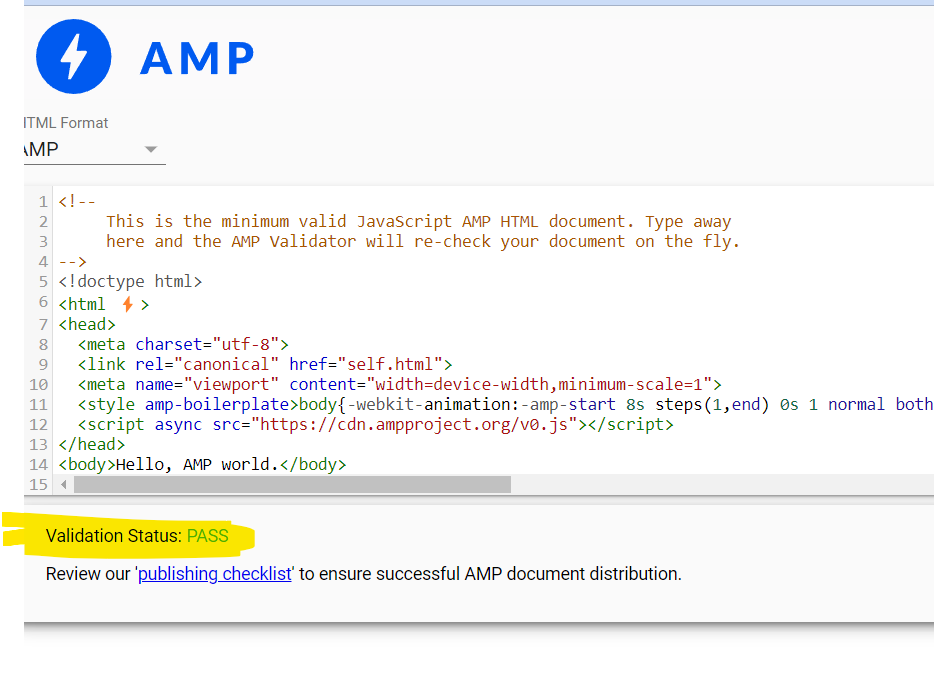 AMP
HTML Format
AMP
1 <!--
2 This is the minimum valid JavaScript AMP HTML document. Type away
3 here and the AMP Validator will re-check your document on the fly.
4 -->
5 <!doctype html>
6 <html ⚡>
7 <head>
8 <meta charset="utf-8">
9 <link rel="canonical" href="self.html">
10 <meta name="viewport" content="width=device-width,minimum-scale=1">
11 <style amp-boilerplate>body{-webkit-animation:-amp-start 8s steps(1,end) 0s 1 normal both
12 <script async src="https://cdn.ampproject.org/v0.js"></script>
13 </head>
14 <body>Hello, AMP world.</body>
15
Validation Status: PASS
Review our 'publishing checklist' to ensure successful AMP document distribution.